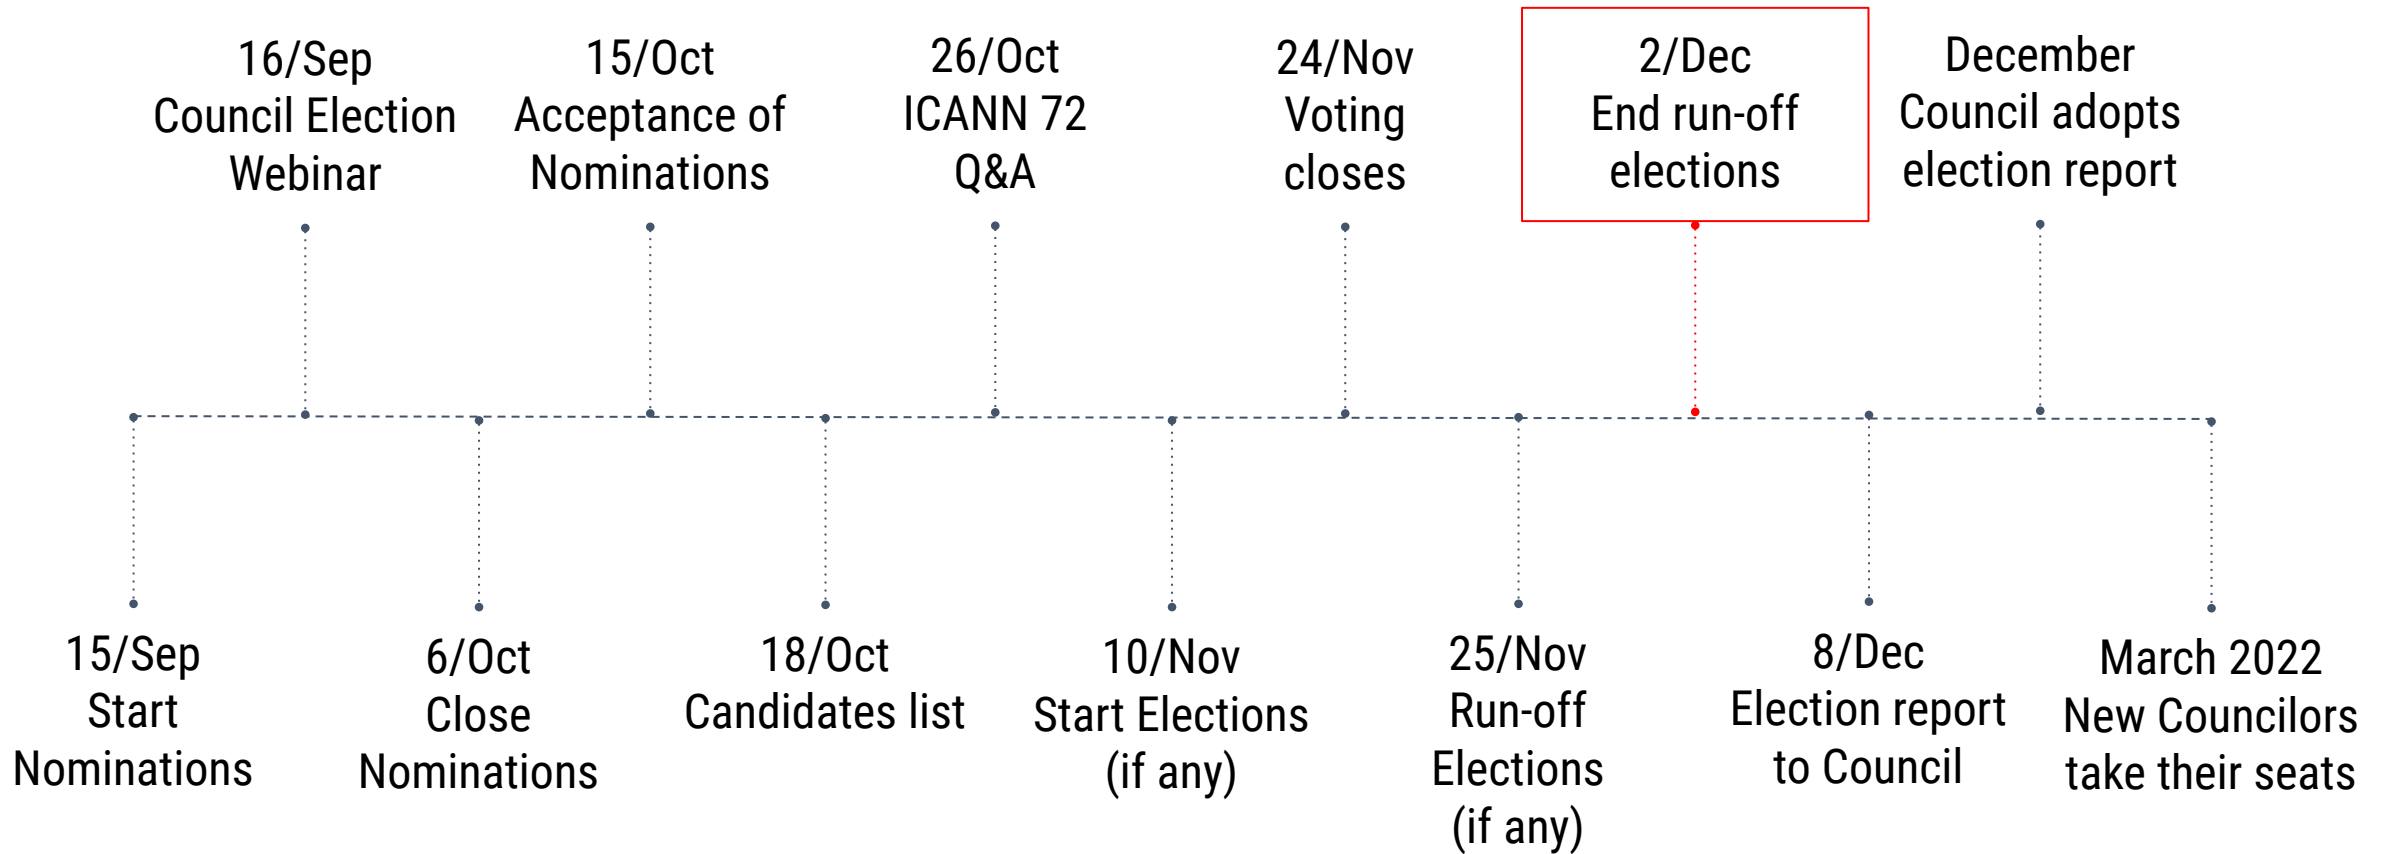 16/Sep
Council Election
Webinar
15/Oct
Acceptance of
Nominations
26/Oct
ICANN 72
Q&A
24/Nov
Voting
closes
2/Dec
End run-off
elections
December
Council adopts
election report
15/Sep
Start
Nominations
6/Oct
Close
Nominations
18/Oct
Candidates list
10/Nov
Start Elections
(if any)
25/Nov
Run-off
Elections
(if any)
8/Dec
Election report
to Council
March 2022
New Councilors
take their seats